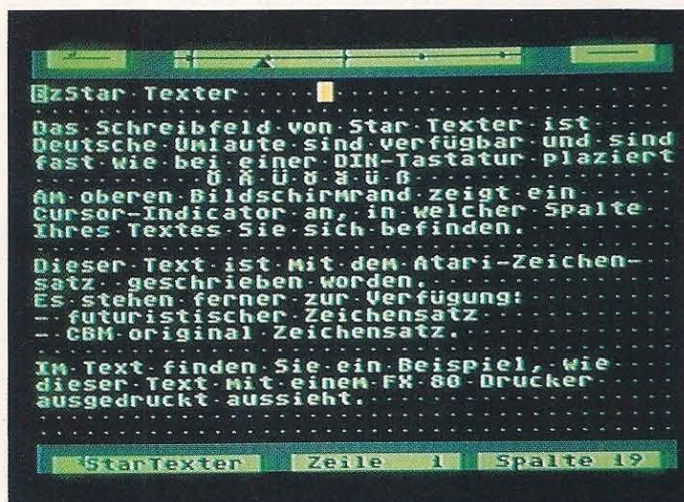 EzStar Texter
Das Schreibfeld von Star Texter ist
Deutsche Umlaute sind verfügbar und sind
fast wie bei einer DIN-Tastatur plaziert
Ö Ä Ü ö ä ü ß
Am oberen Bildschirmrand zeigt ein
Cursor-Indicator an, in welcher Spalte
Ihres Textes Sie sich befinden.
Dieser Text ist mit dem Atari-Zeichen-
satz geschrieben worden.
Es stehen ferner zur Verfügung:
- futuristischer Zeichensatz
- CBM original Zeichensatz.
Im Text finden Sie ein Beispiel, wie
dieser Text mit einem FX 80 Drucker
ausgedruckt aussieht.
*StarTexter Zeile 1 Spalte 19